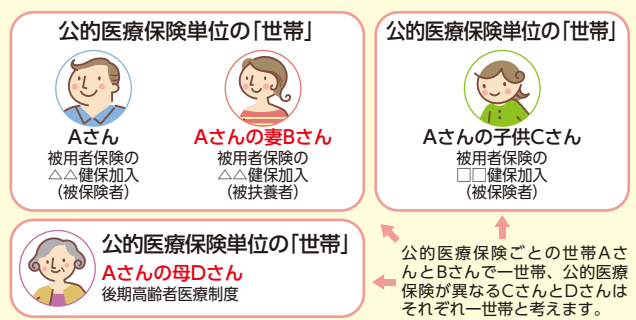 公的医療保険単位の「世帯」
Aさん
被用者保険の
△△健保加入
（被保険者）
Aさんの妻Bさん
被用者保険の
△△健保加入
（被扶養者）
公的医療保険単位の「世帯」
Aさんの子供Cさん
被用者保険の
□□健保加入
（被保険者）
公的医療保険単位の「世帯」
Aさんの母Dさん
後期高齢者医療制度
公的医療保険ごとの世帯Aさ
んとBさんで一世帯、公的医療
保険が異なるCさんとDさんは
それぞれ一世帯と考えます。